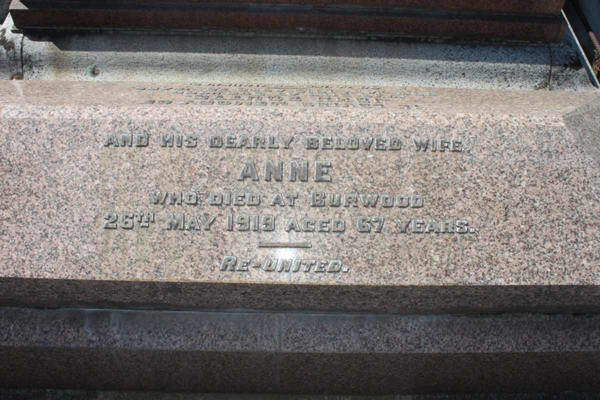 AND HIS DEARLY BELOVED WIFE,
ANNE
WHO DIED AT BURWOOD
26TH MAY 1919 AGED 67 YEARS.
RE-UNITED.